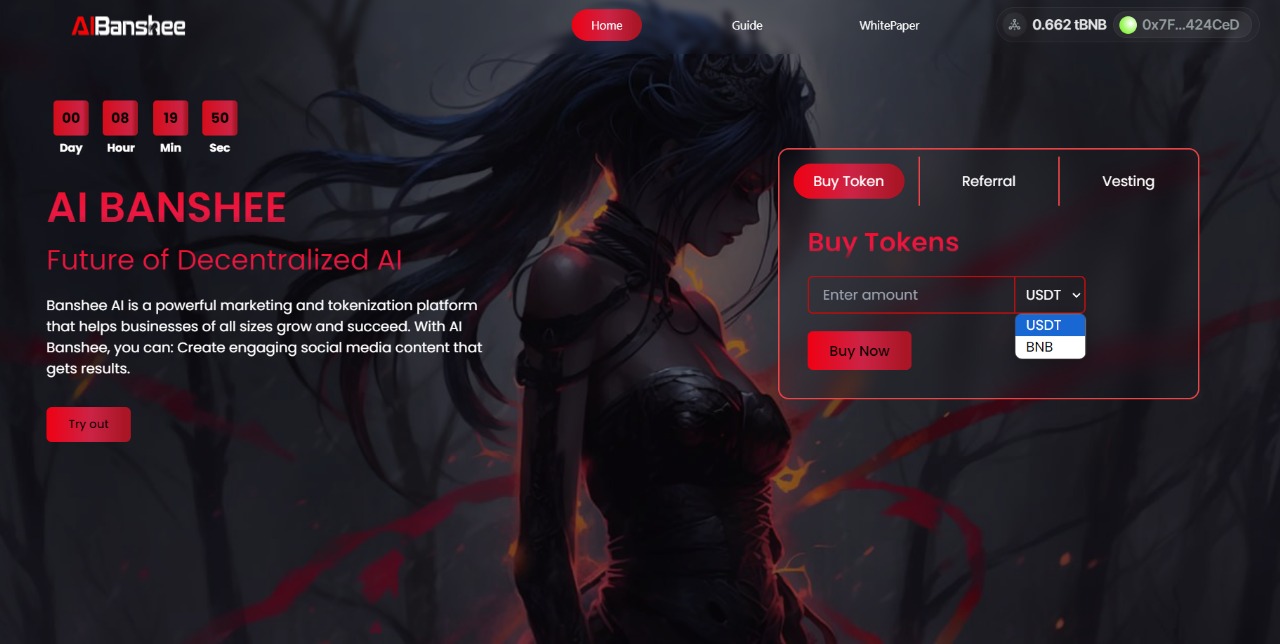 AIBanshee
Home
Guide
WhitePaper
0.662 tBNB
0x7F...424CeD
00
08
19
50
Day
Hour
Min
Sec
AI BANSHEE
Future of Decentralized AI
Banshee AI is a powerful marketing and tokenization platform
that helps businesses of all sizes grow and succeed. With AI
Banshee, you can: Create engaging social media content that
gets results.
Try out
Buy Token
Referral
Vesting
Buy Tokens
Enter amount
USDT
USDT
BNB
Buy Now